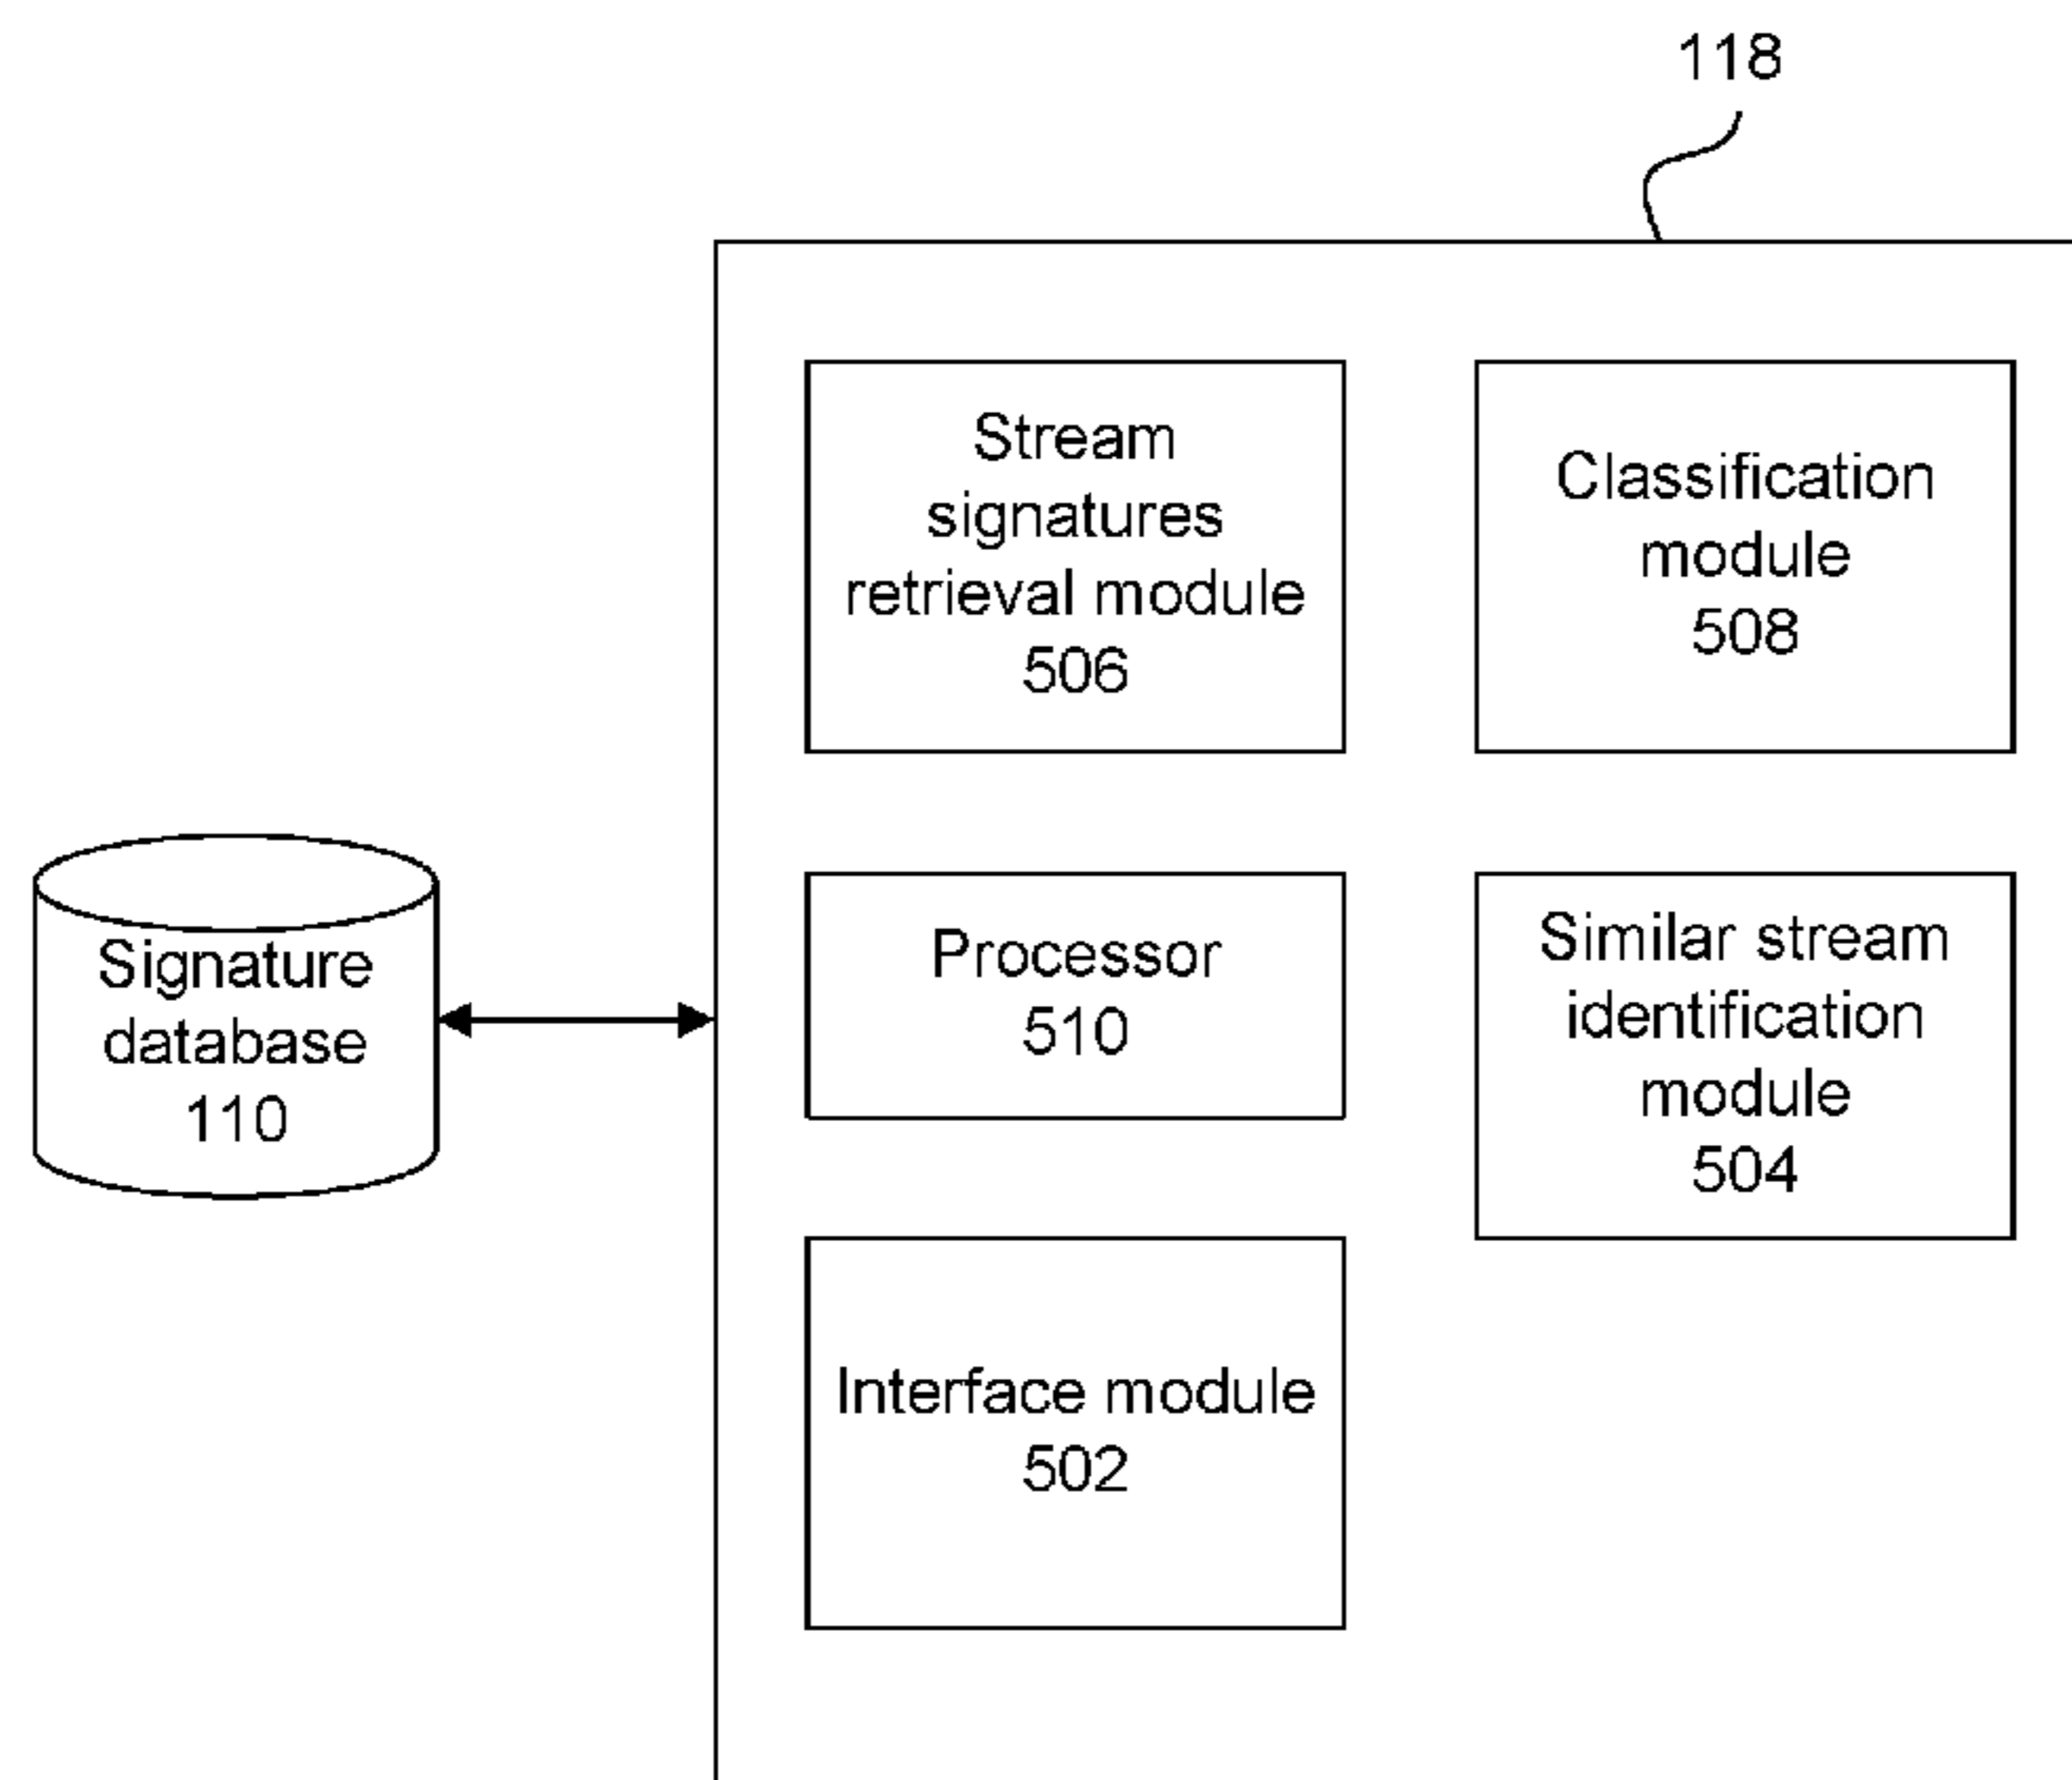 118
Stream
signatures
retrieval module
506
Classification
module
508
Signature
database
110
Processor
510
Similar stream
identification
module
504
Interface module
502